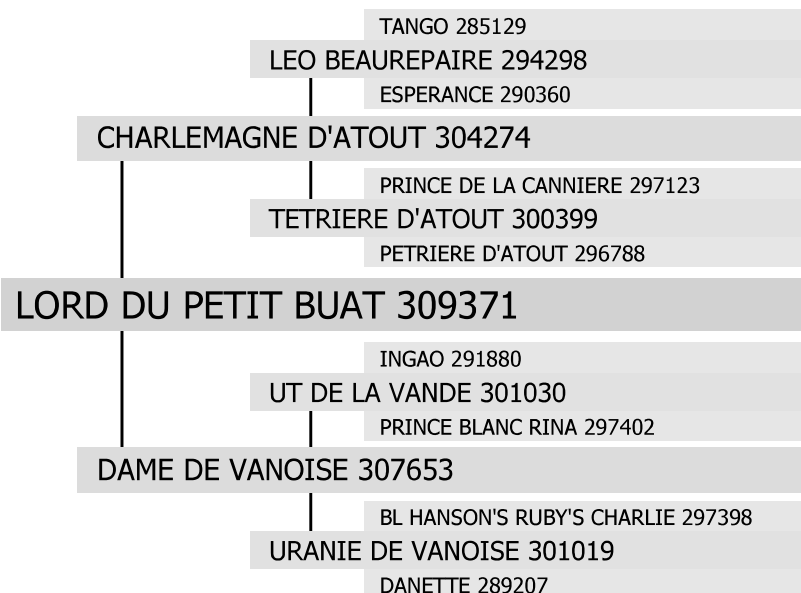 TANGO 285129
LEO BEAUREPAIRE 294298
ESPERANCE 290360
CHARLEMAGNE D'ATOUT 304274
PRINCE DE LA CANNIERE 297123
TETRIERE D'ATOUT 300399
PETRIERE D'ATOUT 296788
LORD DU PETIT BUAT 309371
INGAO 291880
UT DE LA VANDE 301030
PRINCE BLANC RINA 297402
DAME DE VANOISE 307653
BL HANSON'S RUBY'S CHARLIE 297398
URANIE DE VANOISE 301019
DANETTE 289207